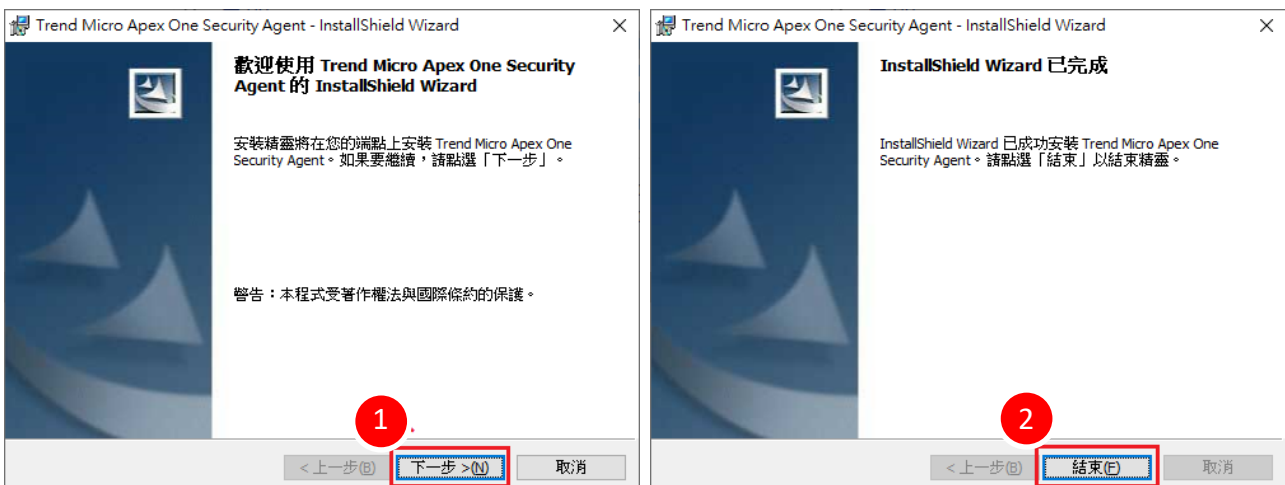 Trend Micro Apex One Security Agent - InstallShield Wizard
歡迎使用 Trend Micro Apex One Security
Agent 的 InstallShield Wizard
安裝精靈將在您的端點上安裝 Trend Micro Apex One
Security Agent。如果要繼續，請點選「下一步」。
警告：本程式受著作權法與國際條約的保護。
1
<上一步(B)
下一步 >(N)
取消
Trend Micro Apex One Security Agent - InstallShield Wizard
InstallShield Wizard 已完成
InstallShield Wizard 已成功安裝 Trend Micro Apex One
Security Agent。請點選「結束」以結束精靈。
2
<上一步(B)
結束(F)
取消